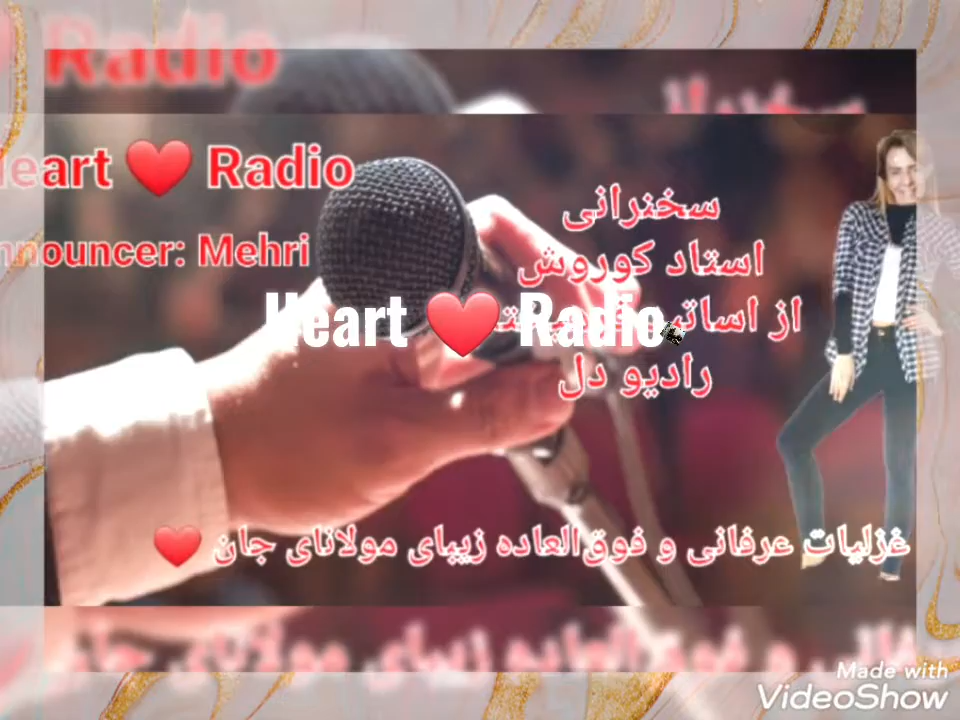 Radio
Heart ❤️ Radio
Announcer: Mehri
سخنرانی
استاد کوروش
از اساتید
رادیو دل
Heart ❤️ Radio
غزلیات عرفانی و فوق‌العاده زیبای مولانای جان ❤️
Made with
VideoShow